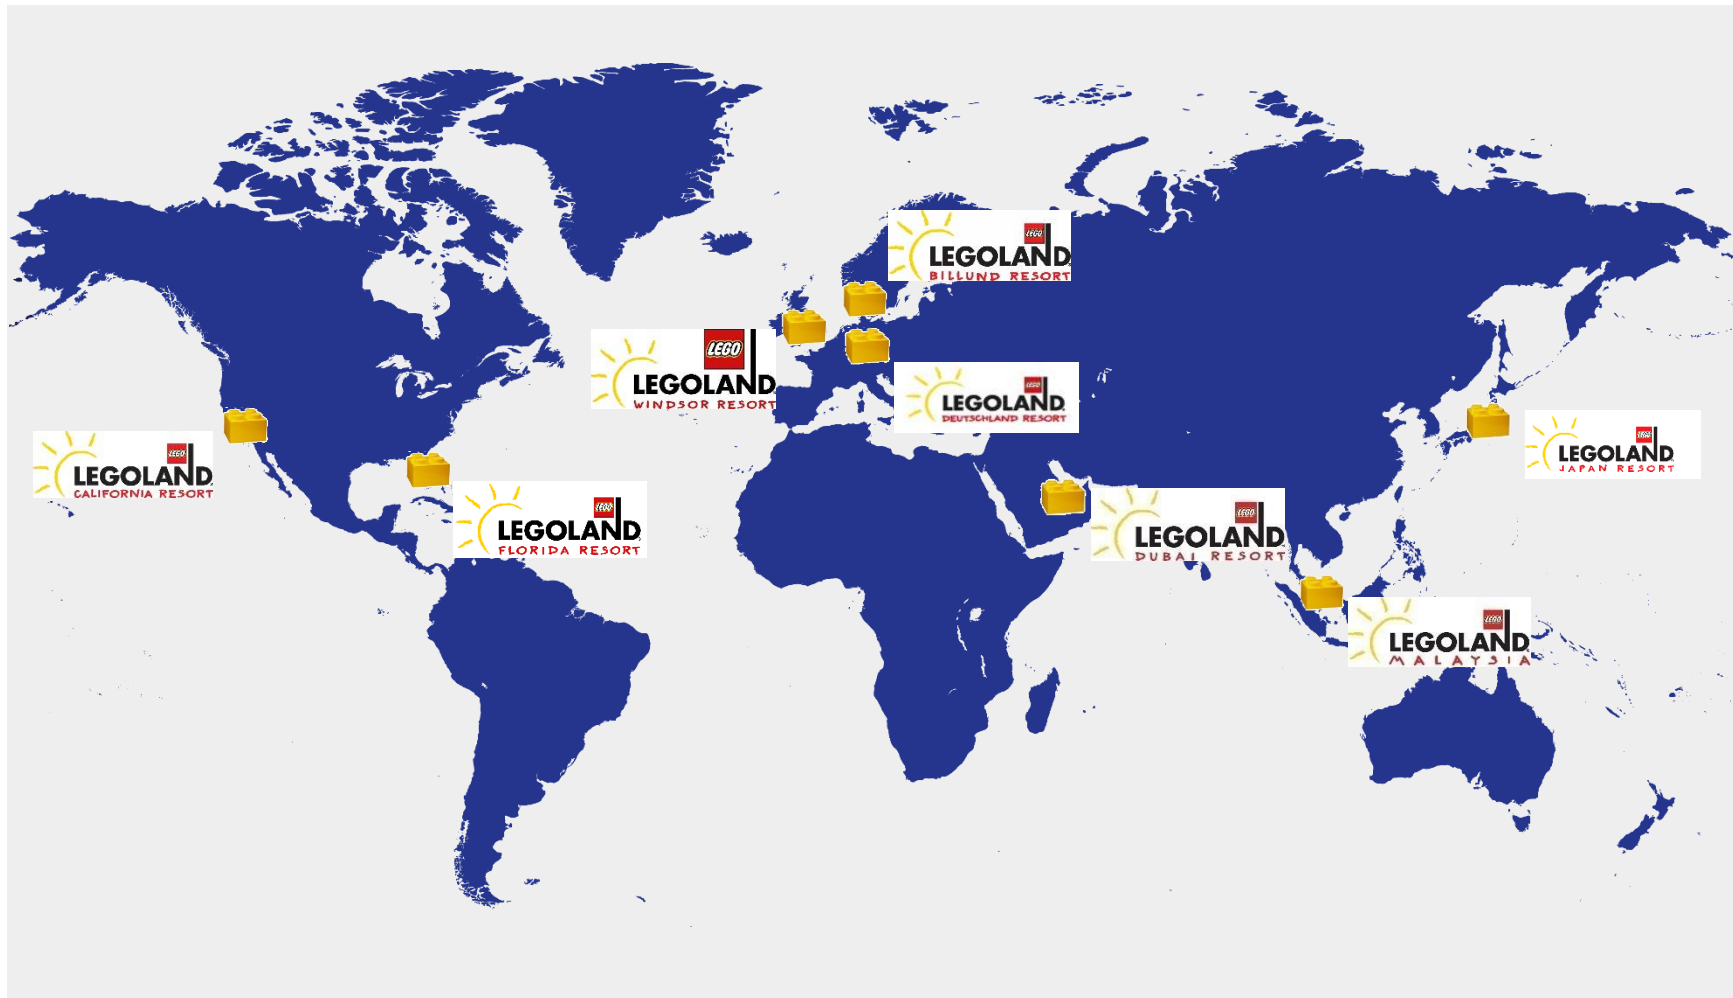 LEGO
LEGOLAND
BILLUND RESORT
LEGO
LEGOLAND
WINDSOR RESORT
LEGO
LEGOLAND
DEUTSCHLAND RESORT
LEGO
LEGOLAND
CALIFORNIA RESORT
LEGO
LEGOLAND
JAPAN RESORT
LEGO
LEGOLAND
FLORIDA RESORT
LEGO
LEGOLAND
DUBAI RESORT
LEGO
LEGOLAND
MALAYSIA